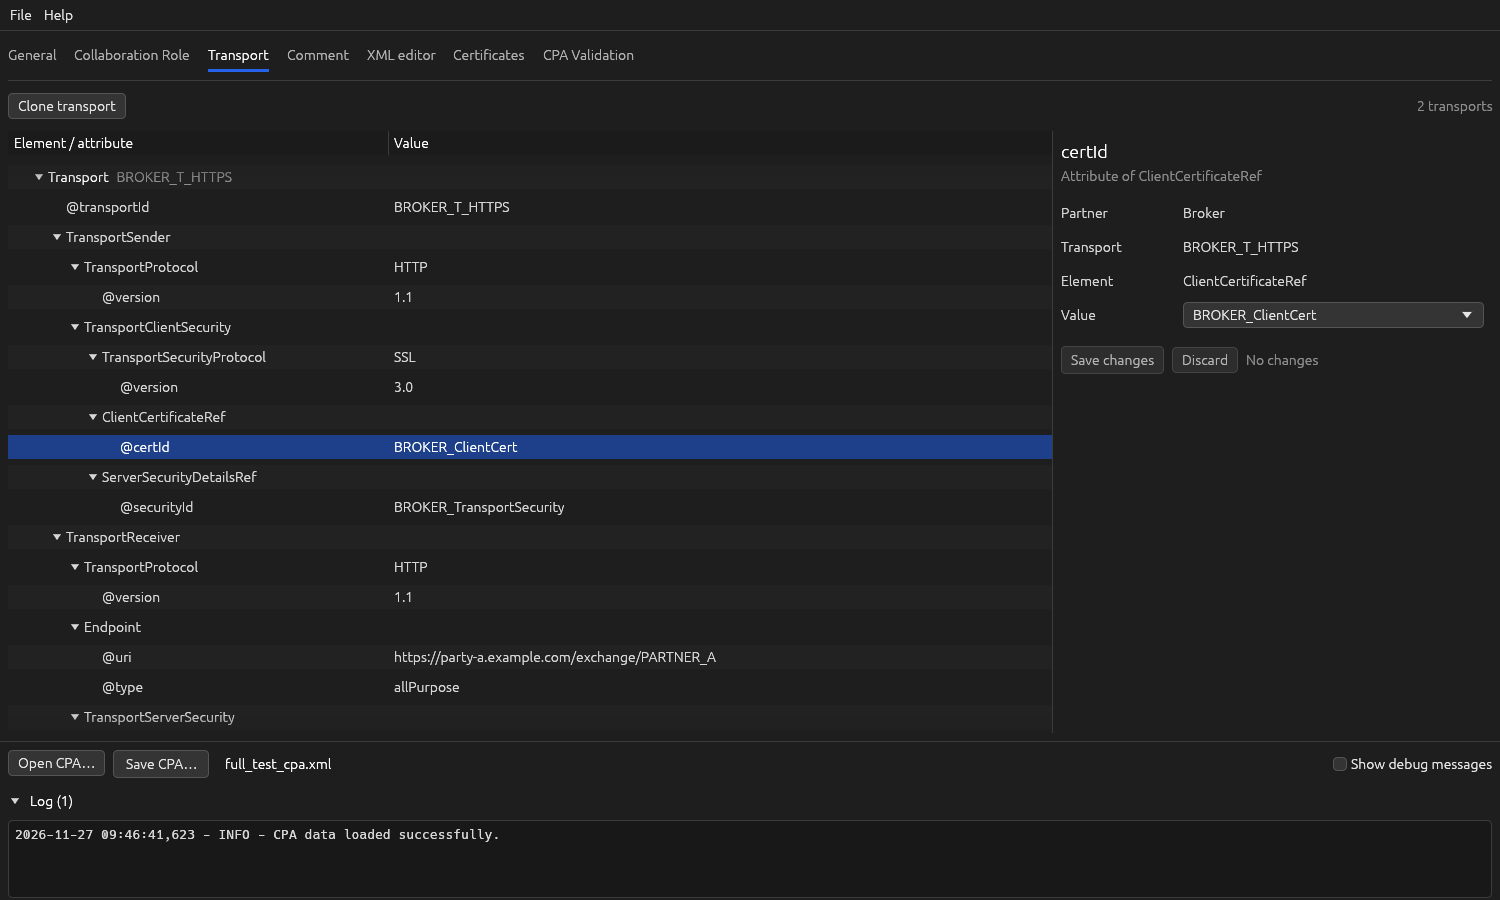 File Help
General Collaboration Role Transport Comment XML editor Certificates CPA Validation
Clone transport 2 transports
Element / attribute Value
Transport BROKER_T_HTTPS
@transportId BROKER_T_HTTPS
TransportSender
TransportProtocol HTTP
@version 1.1
TransportClientSecurity
TransportSecurityProtocol SSL
@version 3.0
ClientCertificateRef
@certId BROKER_ClientCert
ServerSecurityDetailsRef
@securityId BROKER_TransportSecurity
TransportReceiver
TransportProtocol HTTP
@version 1.1
Endpoint
@uri https://party-a.example.com/exchange/PARTNER_A
@type allPurpose
TransportServerSecurity
certId
Attribute of ClientCertificateRef
Partner Broker
Transport BROKER_T_HTTPS
Element ClientCertificateRef
Value BROKER_ClientCert
Save changes Discard No changes
Open CPA... Save CPA... full_test_cpa.xml Show debug messages
Log (1)
2026-11-27 09:46:41,623 - INFO - CPA data loaded successfully.